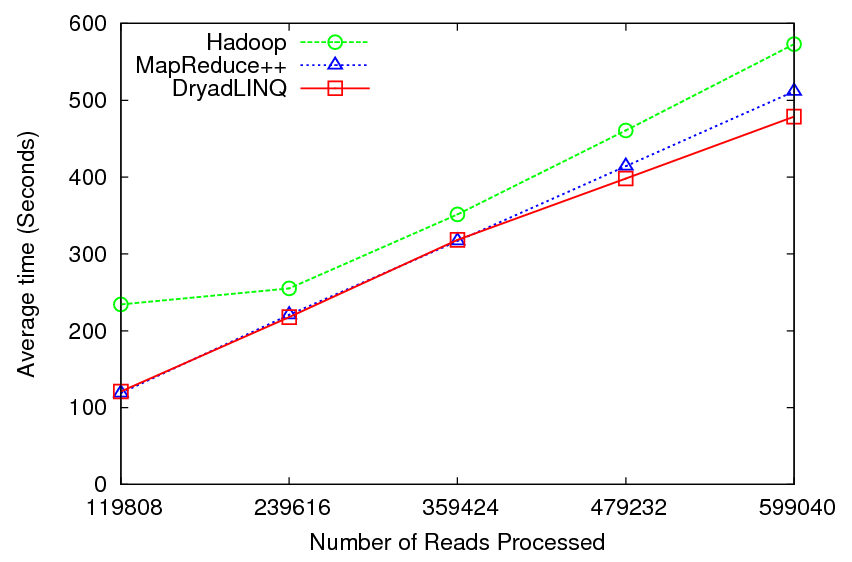 600
500
400
300
200
100
0
Average time (Seconds)
Hadoop
MapReduce++
DryadLINQ
119808 239616 359424 479232 599040
Number of Reads Processed